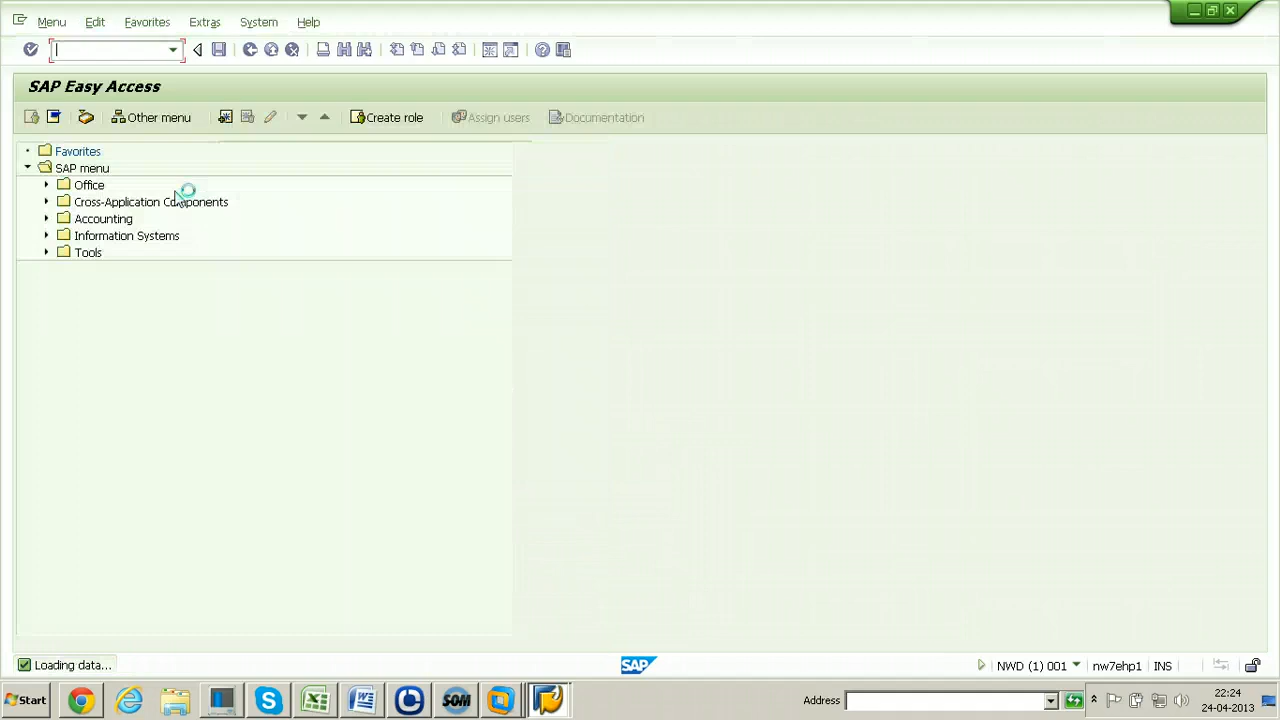 Menu Edit Favorites Extras System Help
SAP Easy Access
Other menu Create role Assign users Documentation
Favorites
SAP menu
Office
Cross-Application Components
Accounting
Information Systems
Tools
Loading data... SAP NWD (1) 001 nw7ehp1 INS
Start S SOM Address 22:24
24-04-2013